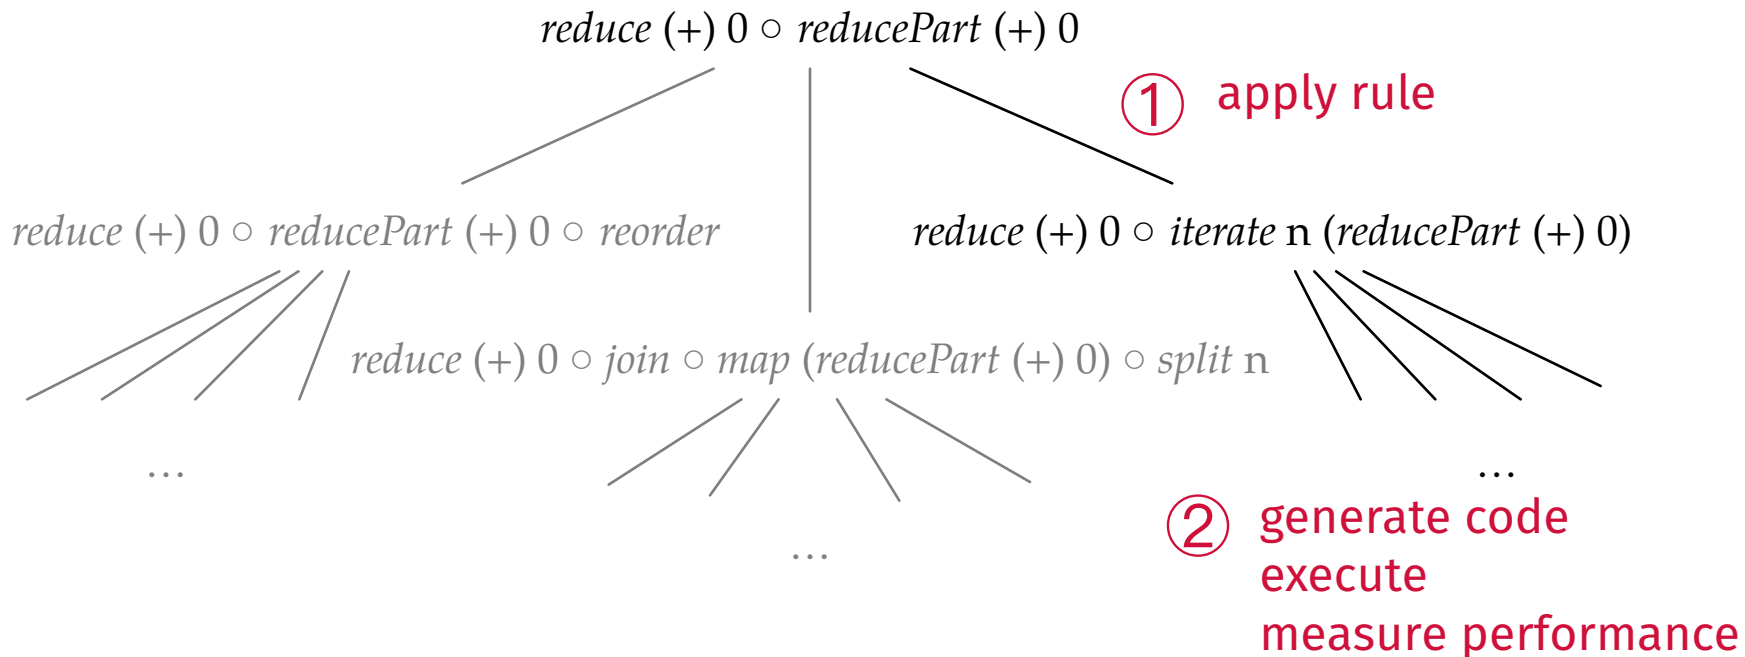 reduce (+) 0 ○ reducePart (+) 0
① apply rule
reduce (+) 0 ○ reducePart (+) 0 ○ reorder
reduce (+) 0 ○ iterate n (reducePart (+) 0)
reduce (+) 0 ○ join ○ map (reducePart (+) 0) ○ split n
…
…
…
② generate code
execute
measure performance